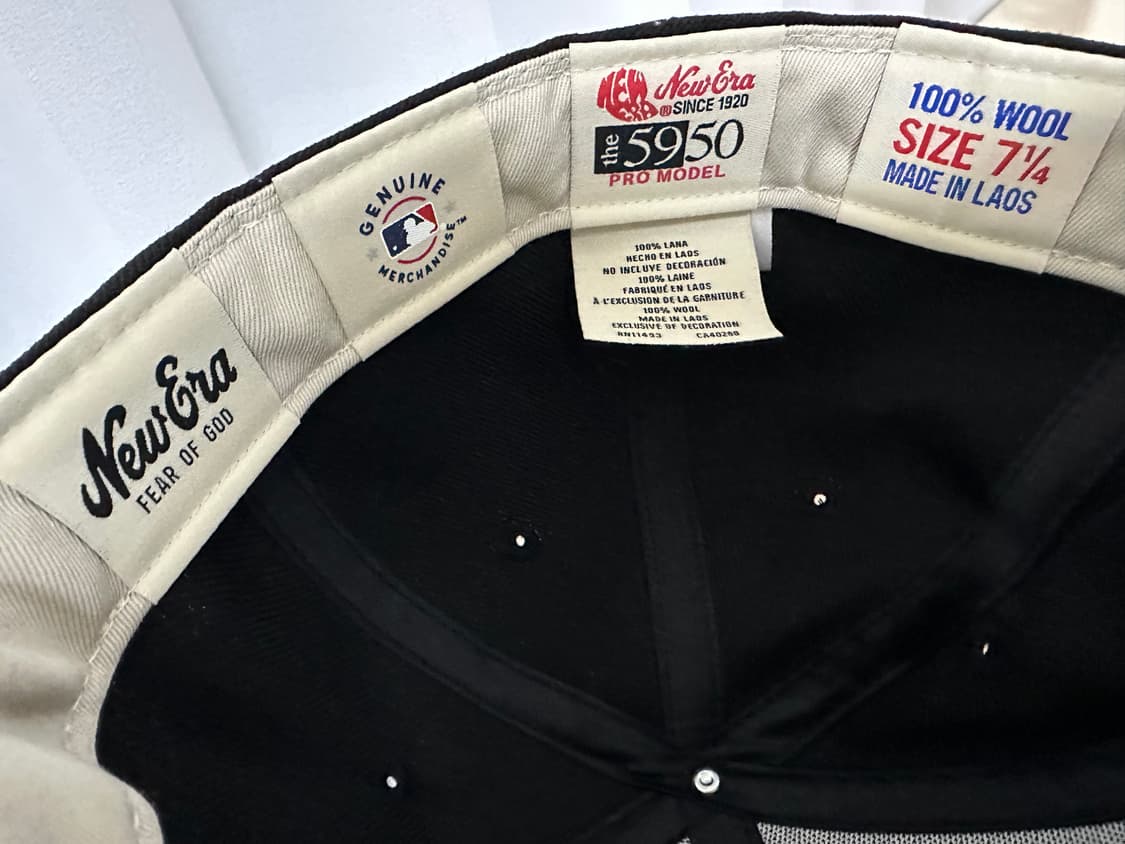 New Era
FEAR OF GOD
GENUINE
MERCHANDISE™
NEW ERA
New Era
® SINCE 1920
the 5950
PRO MODEL
100% LANA
HECHO EN LAOS
NO INCLUYE DECORACIÓN
100% LAINE
FABRIQUÉ EN LAOS
À L'EXCLUSION DE LA GARNITURE
100% WOOL
MADE IN LAOS
EXCLUSIVE OF DECORATION
RN11493 CA40260
100% WOOL
SIZE 7¼
MADE IN LAOS